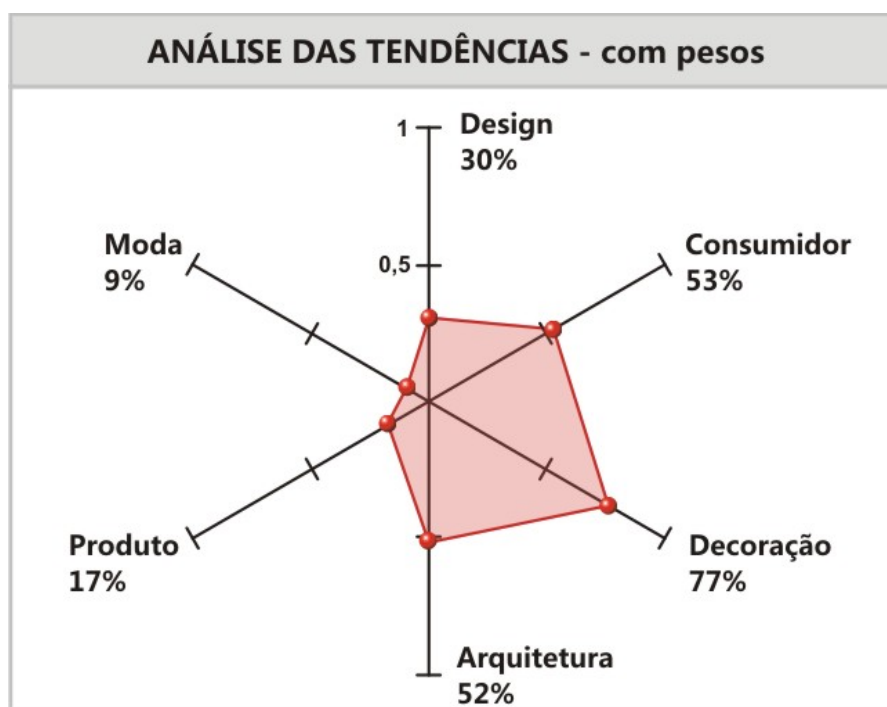 ANÁLISE DAS TENDÊNCIAS - com pesos
1
Design
30%
Moda
9%
0,5
Consumidor
53%
Produto
17%
Decoração
77%
Arquitetura
52%